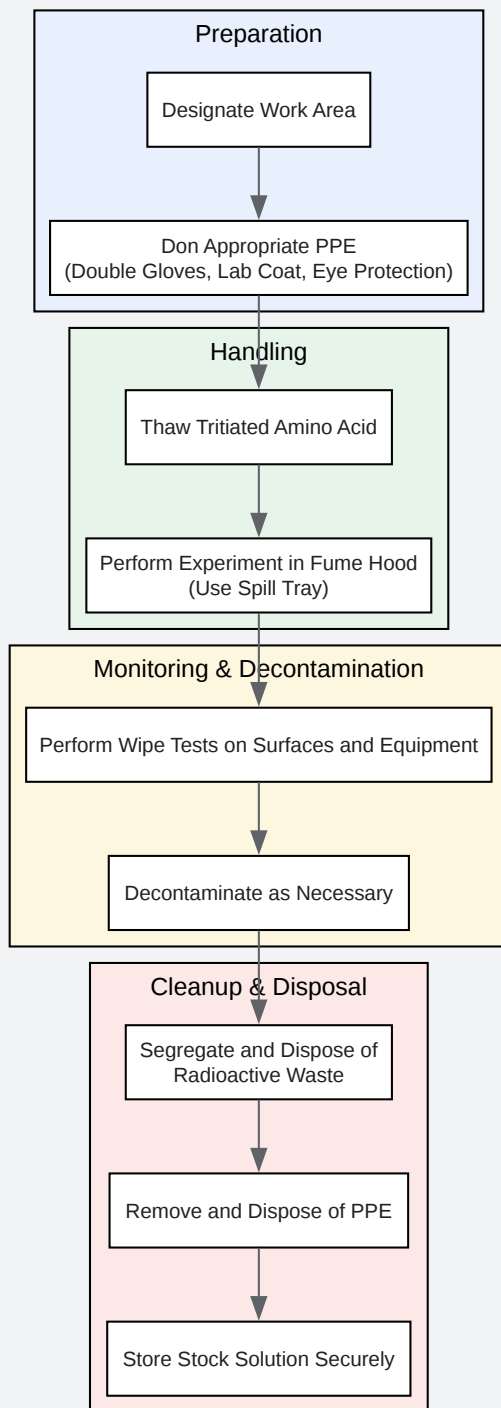 Preparation
Designate Work Area
Don Appropriate PPE
(Double Gloves, Lab Coat, Eye Protection)
Handling
Thaw Tritiated Amino Acid
Perform Experiment in Fume Hood
(Use Spill Tray)
Monitoring & Decontamination
Perform Wipe Tests on Surfaces and Equipment
Decontaminate as Necessary
Cleanup & Disposal
Segregate and Dispose of
Radioactive Waste
Remove and Dispose of PPE
Store Stock Solution Securely